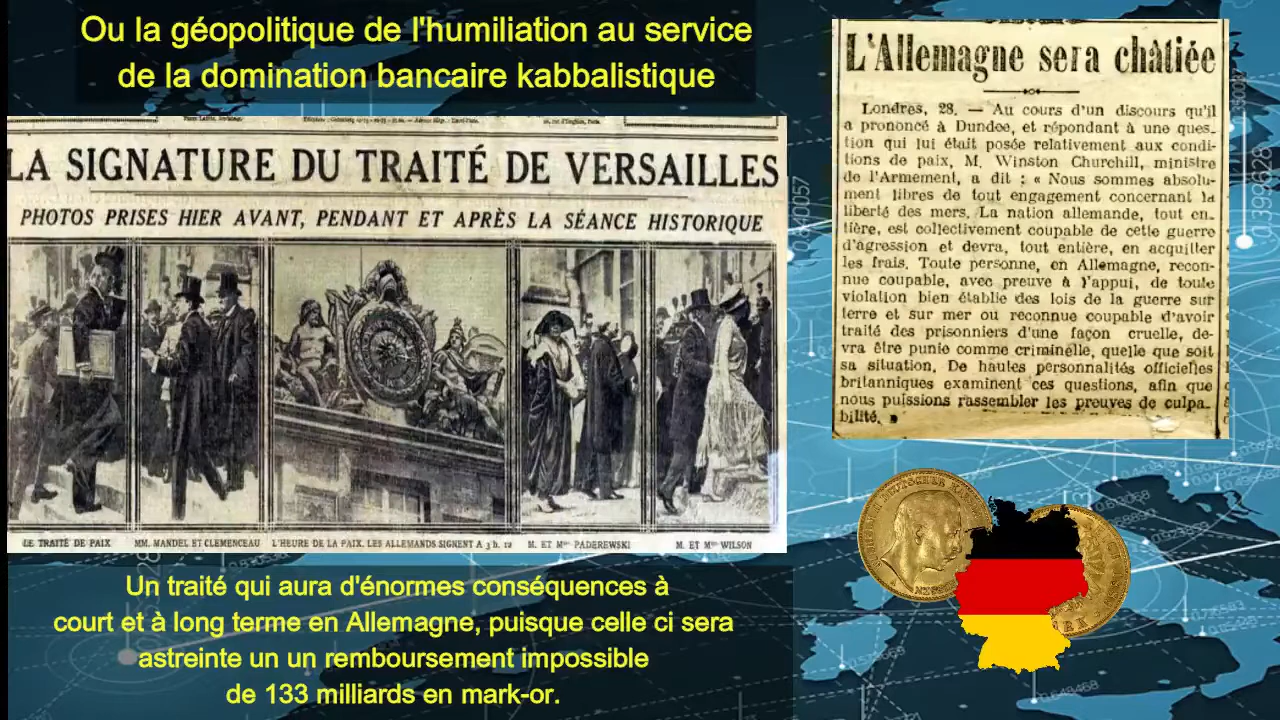 Ou la géopolitique de l'humiliation au service
de la domination bancaire kabbalistique
LA SIGNATURE DU TRAITÉ DE VERSAILLES
PHOTOS PRISES HIER AVANT, PENDANT ET APRÈS LA SÉANCE HISTORIQUE
LE TRAITÉ DE PAIX
MM. MANDEL ET CLEMENCEAU
L'HEURE DE LA PAIX. LES ALLEMANDS SIGNENT A 3 h. 12
M. ET Mme PADEREWSKI
M. ET Mme WILSON
Un traité qui aura d'énormes conséquences à
court et à long terme en Allemagne, puisque celle ci sera
astreinte un un remboursement impossible
de 133 milliards en mark-or.
L'Allemagne sera châtiée
Londres, 28. — Au cours d'un discours qu'il
a prononcé à Dundee, et répondant à une ques-
tion qui lui était posée relativement aux condi-
tions de paix, M. Winston Churchill, ministre
de l'Armement, a dit : « Nous sommes absolu-
ment libres de tout engagement concernant la
liberté des mers. La nation allemande, tout en-
tière, est collectivement coupable de cette guerre
d'agression et devra, tout entière, en acquitter
les frais. Toute personne, en Allemagne, recon-
nue coupable, avec preuve à l'appui, de toute
violation bien établie des lois de la guerre sur
terre et sur mer ou reconnue coupable d'avoir
traité des prisonniers d'une façon cruelle, de-
vra être punie comme criminelle, quelle que soit
sa situation. De hautes personnalités officielles
britanniques examinent ces questions, afin que
nous puissions rassembler les preuves de culpa-
bilité. »
0.399628